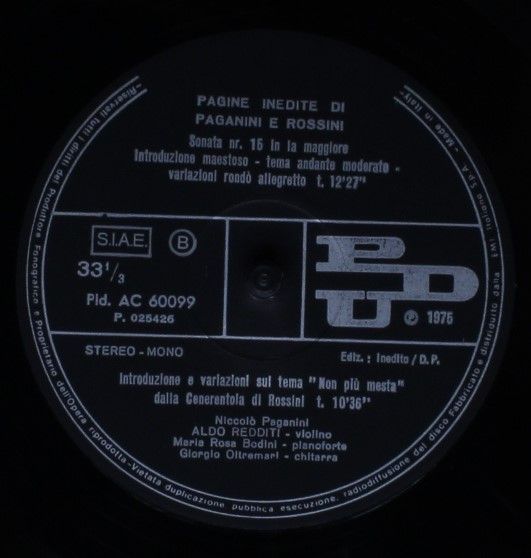 PAGINE INEDITE DI
PAGANINI E ROSSINI
Sonata nr. 15 in la maggiore
Introduzione maestoso - tema andante moderato -
variazioni rondò allegretto t. 12'27"
S.I.A.E.
B
33 1/3
Pld. AC 60099
P. 025426
PDU
℗ 1975
STEREO - MONO
Ediz.: Inedito/D.P.
Introduzione e variazioni sul tema "Non più mesta"
dalla Cenerentola di Rossini t. 10'36"
Niccolò Paganini
ALDO REDDITI - violino
Maria Rosa Bodini - pianoforte
Giorgio Oltremari - chitarra
-Riservati tutti i diritti del Produttore Fonografico e Proprietario dell'Opera riprodotta-Vietata duplicazione, pubblica esecuzione, radiodiffusione del disco Fabbricato e distribuito dalla EMI Italiana S.p.A. - Made in Italy-